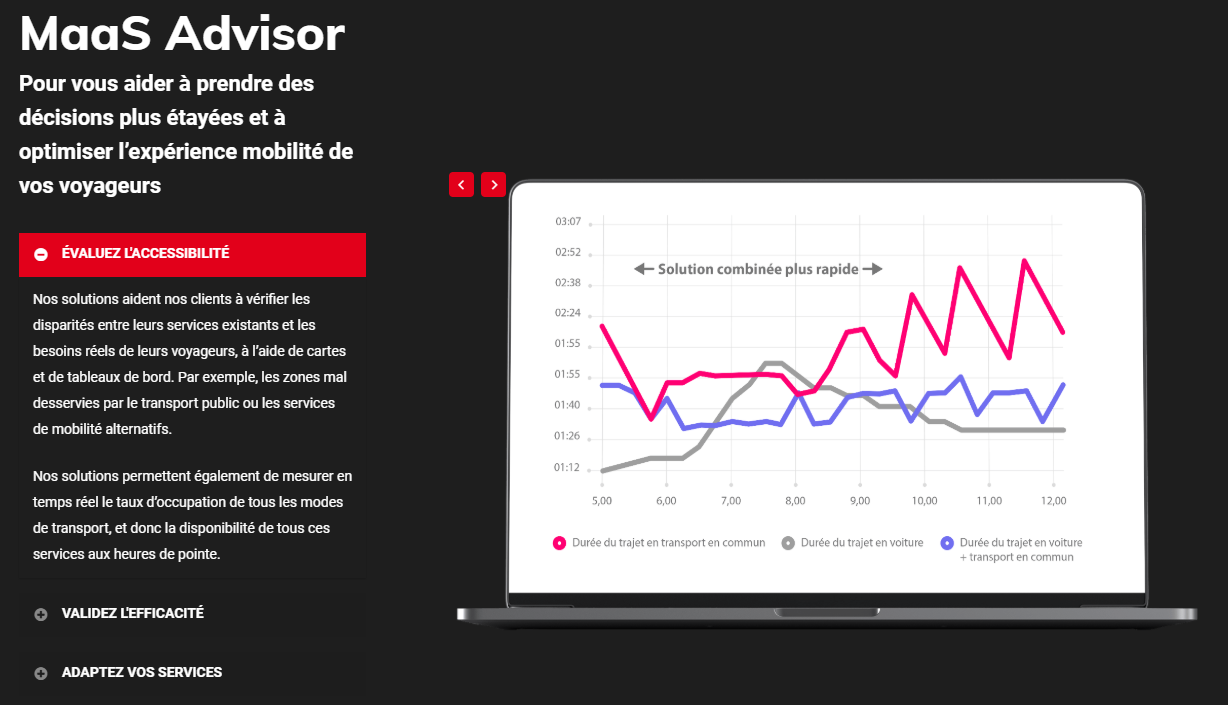 MaaS Advisor
Pour vous aider à prendre des
décisions plus étayées et à
optimiser l’expérience mobilité de
vos voyageurs
ÉVALUEZ L'ACCESSIBILITÉ
Nos solutions aident nos clients à vérifier les
disparités entre leurs services existants et les
besoins réels de leurs voyageurs, à l’aide de cartes
et de tableaux de bord. Par exemple, les zones mal
desservies par le transport public ou les services
de mobilité alternatifs.
Nos solutions permettent également de mesurer en
temps réel le taux d’occupation de tous les modes
de transport, et donc la disponibilité de tous ces
services aux heures de pointe.
VALIDEZ L'EFFICACITÉ
ADAPTEZ VOS SERVICES
03:07
02:52
Solution combinée plus rapide
02:38
02:24
01:55
01:55
01:40
01:26
01:12
5,00 6,00 7,00 8,00 9,00 10,00 11,00 12,00
Durée du trajet en transport en commun Durée du trajet en voiture Durée du trajet en voiture
+ transport en commun